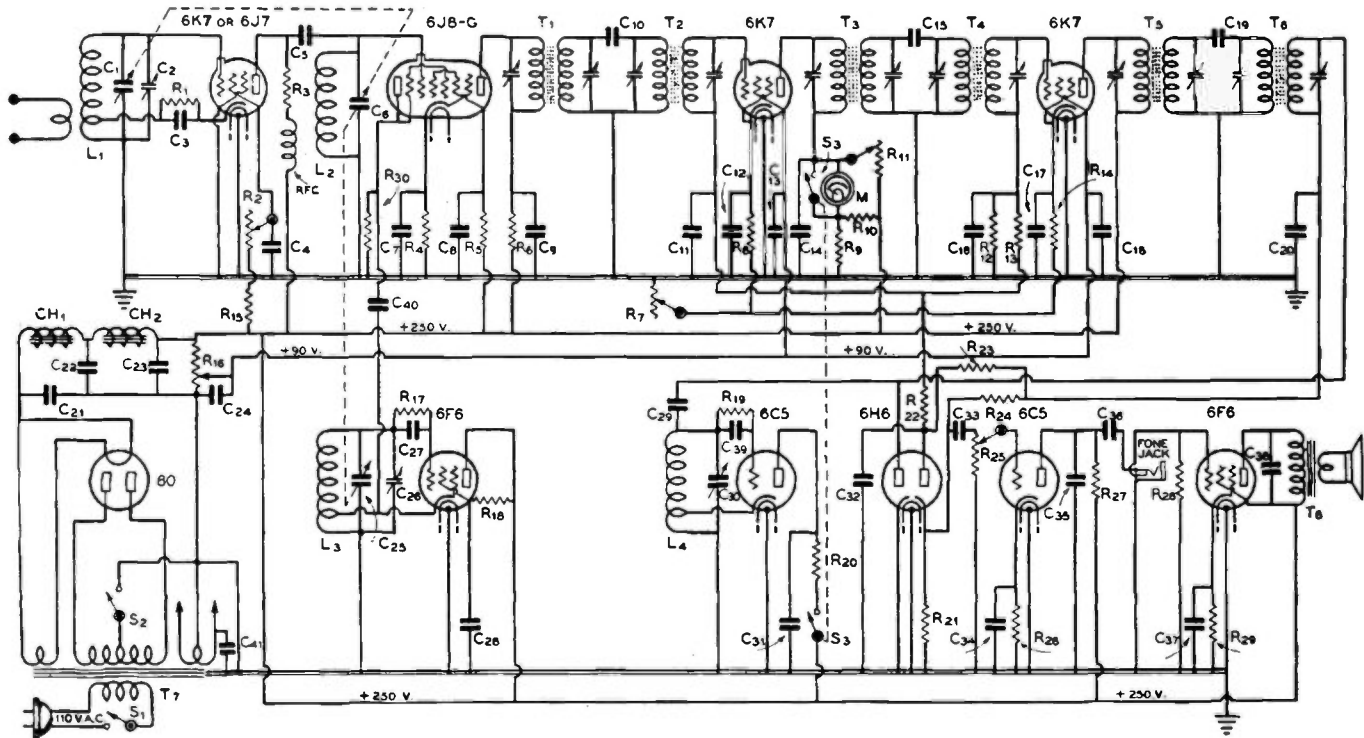 6K7 OR 6J7
6J8-G
T1
C10
T2
6K7
T3
C15
T4
6K7
T5
C19
T6
C1
C2
C5
R1
C3
L1
R3
RFC
L2
C6
R2
C4
R30
C7
R4
C8
R5
R6
C9
C11
C12
R8
C13
C14
S3
M
R11
R10
R9
C16
R12
R13
C17
R14
C18
C20
R15
C40
R7
+250 V.
+250 V.
+90 V.
+90 V.
CH1
CH2
C22
C23
R16
C21
C24
80
S2
C41
T7
110 V.A.C.
S1
R17
6F6
C27
C26
R18
L3
C25
C28
C29
R19
6C5
C39
C30
L4
R20
C31
S3
6H6
R22
R23
C32
R21
C33
R24
6C5
R25
C35
C34
R26
R27
C36
FONE
JACK
6F6
R28
C38
T8
C37
R29
+250 V.
+250 V.